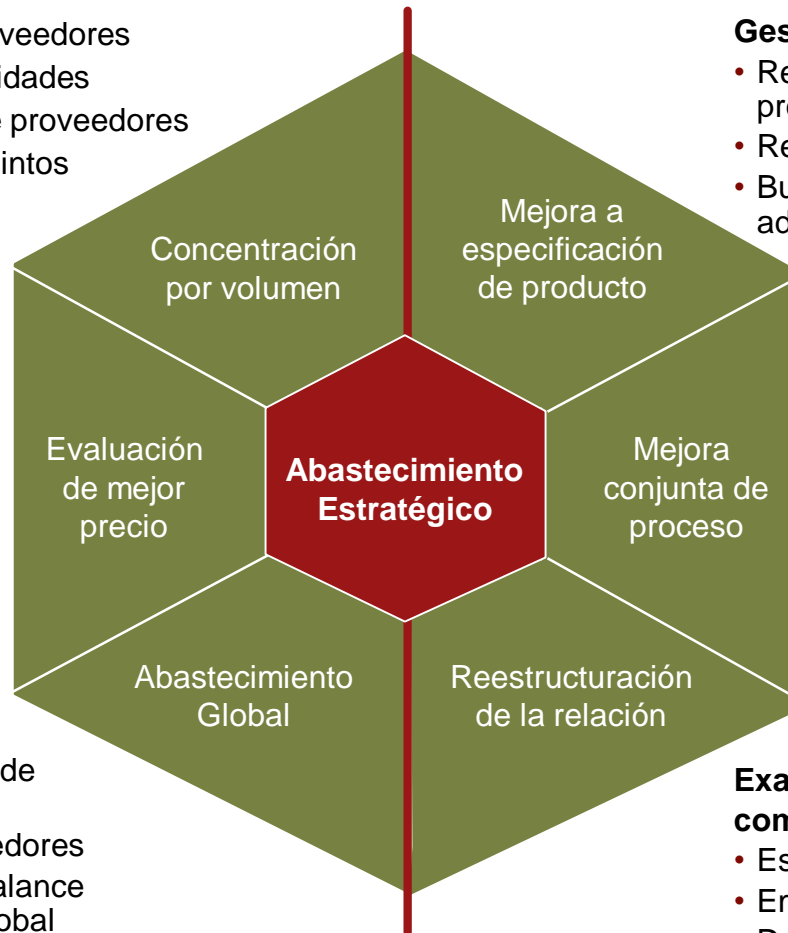 veedores
idades
proveedores
intos
Concentración
por volumen
Mejora a
especificación
de producto
Evaluación
de mejor
precio
Abastecimiento
Estratégico
Mejora
conjunta de
proceso
Abastecimiento
Global
Reestructuración
de la relación
Ges
• Re
pro
• Re
• Bu
ad
de
edores
alance
obal
Exa
com
• Es
• En